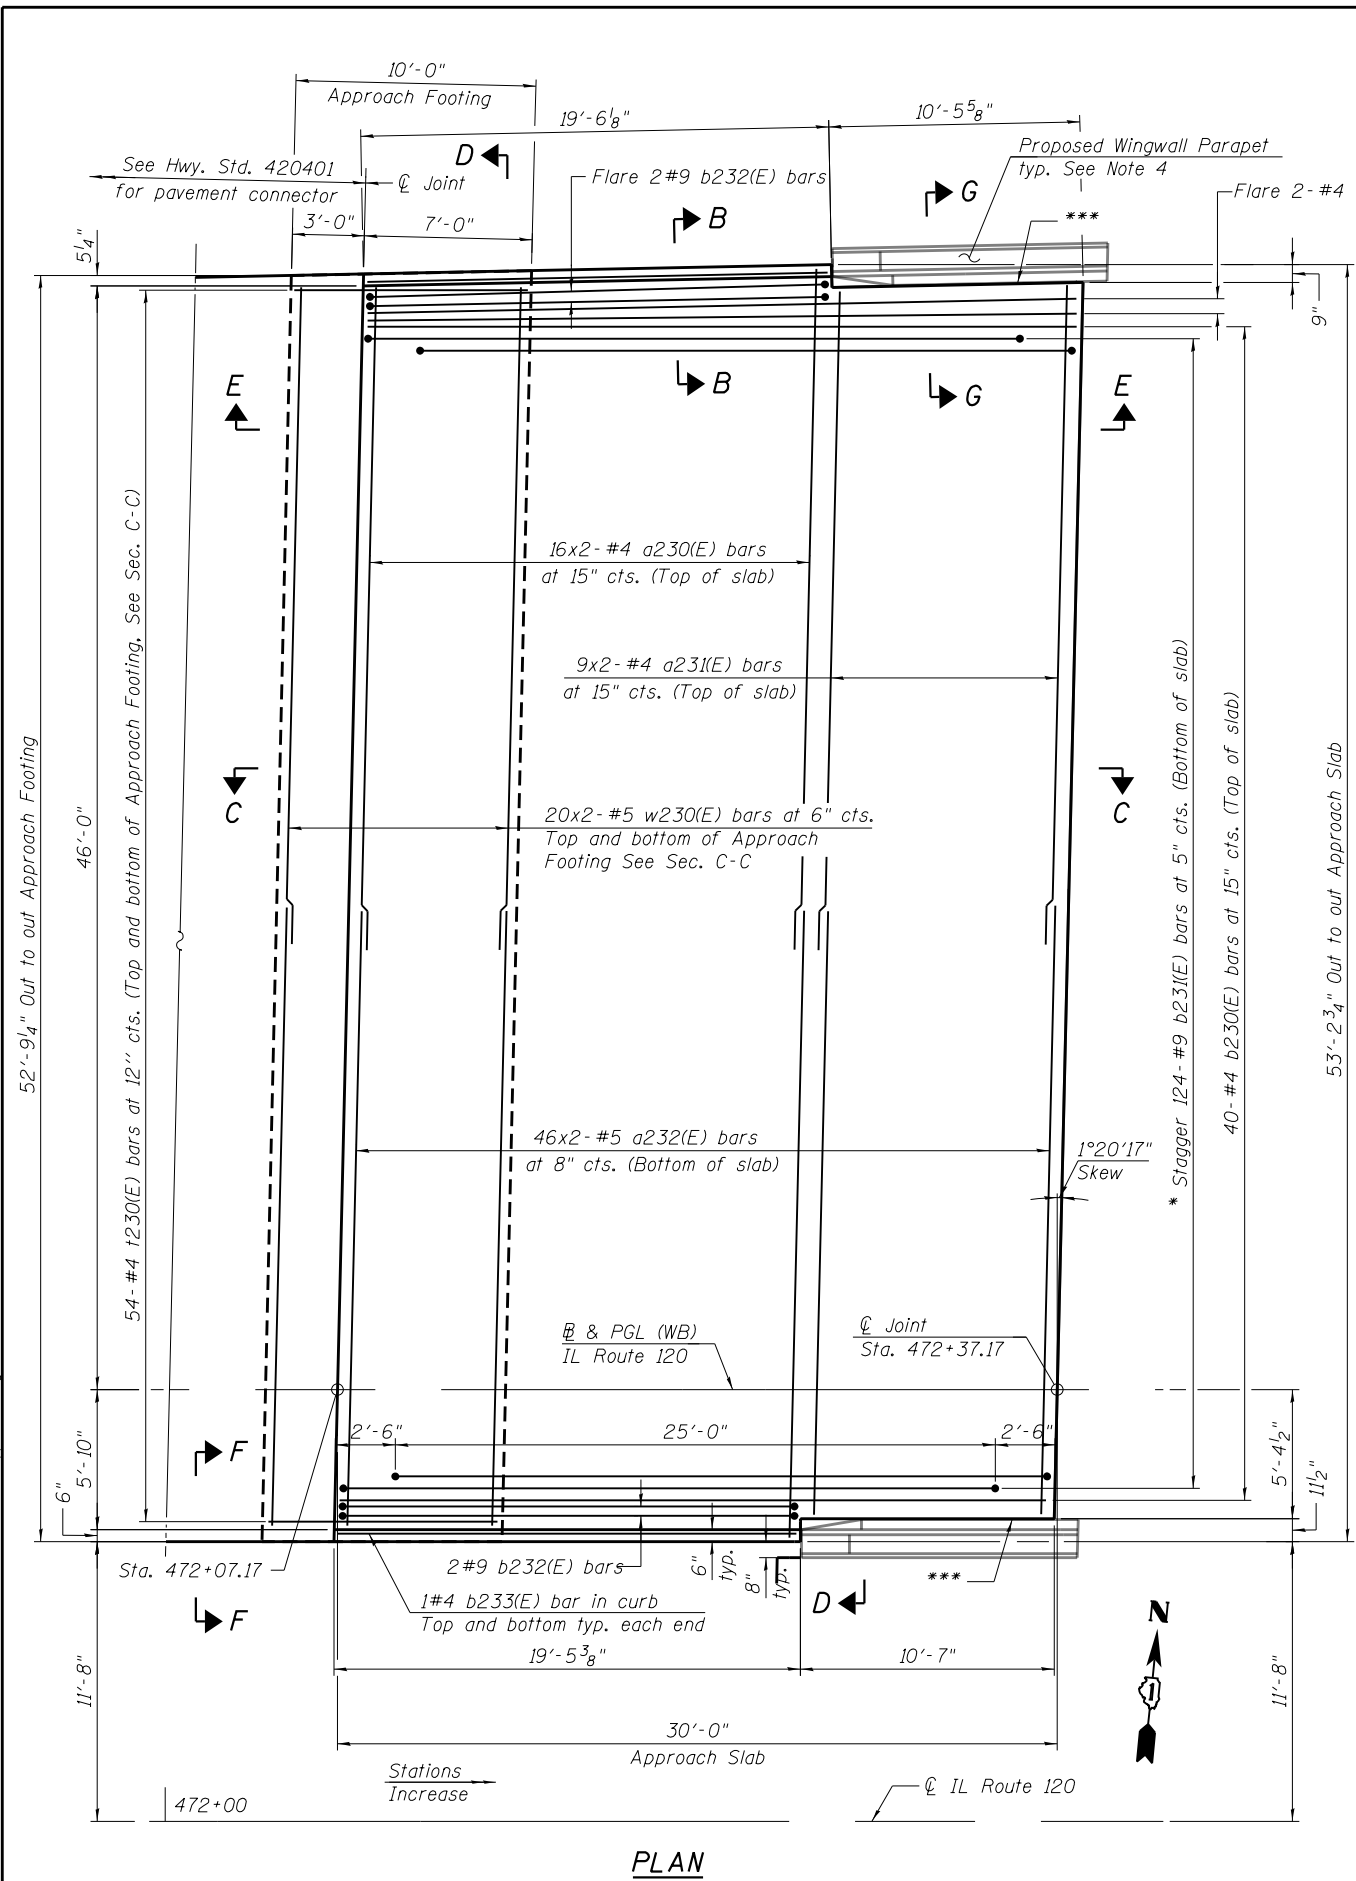 10'-0"
Approach Footing
19'-6 1/8"
10'-5 5/8"
Proposed Wingwall Parapet
typ. See Note 4
See Hwy. Std. 420401
for pavement connector
D
℄ Joint
Flare 2#9 b232(E) bars
G
Flare 2-#4
***
B
3'-0"
7'-0"
5 1/4"
9"
B
G
E
E
16x2-#4 a230(E) bars
at 15" cts. (Top of slab)
9x2-#4 a231(E) bars
at 15" cts. (Top of slab)
52'-9 1/4" Out to out Approach Footing
46'-0"
54-#4 t230(E) bars at 12" cts. (Top and bottom of Approach Footing, See Sec. C-C)
* Stagger 124-#9 b231(E) bars at 5" cts. (Bottom of slab)
40-#4 b230(E) bars at 15" cts. (Top of slab)
53'-2 3/4" Out to out Approach Slab
C
C
20x2-#5 w230(E) bars at 6" cts.
Top and bottom of Approach
Footing See Sec. C-C
46x2-#5 a232(E) bars
at 8" cts. (Bottom of slab)
1°20'17"
Skew
℄ & PGL (WB)
IL Route 120
℄ Joint
Sta. 472+37.17
2'-6"
25'-0"
2'-6"
F
5'-10"
6"
5'-4 1/2"
11 1/2"
Sta. 472+07.17
2#9 b232(E) bars
6"
typ.
8"
typ.
***
D
1#4 b233(E) bar in curb
Top and bottom typ. each end
F
N
1
19'-5 3/8"
10'-7"
11'-8"
11'-8"
30'-0"
Approach Slab
Stations
Increase
472+00
℄ IL Route 120
PLAN